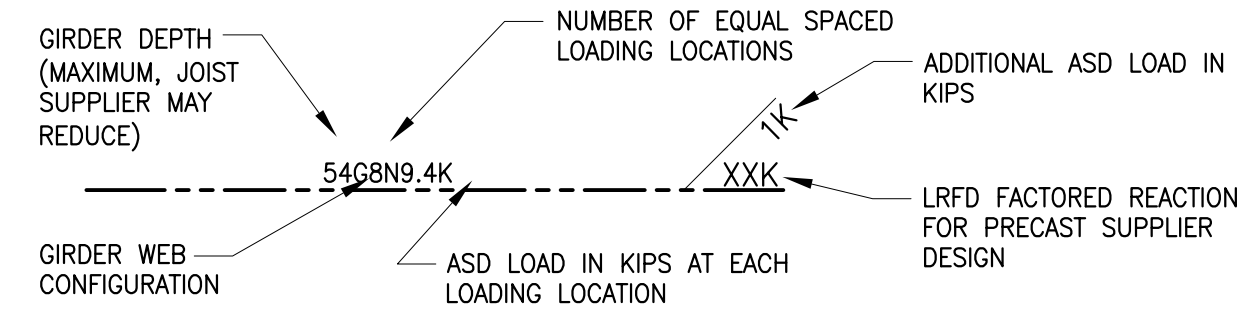 GIRDER DEPTH
(MAXIMUM, JOIST
SUPPLIER MAY
REDUCE)
NUMBER OF EQUAL SPACED
LOADING LOCATIONS
ADDITIONAL ASD LOAD IN
KIPS
1K
54G8N9.4K
XXK
LRFD FACTORED REACTION
FOR PRECAST SUPPLIER
DESIGN
GIRDER WEB
CONFIGURATION
ASD LOAD IN KIPS AT EACH
LOADING LOCATION